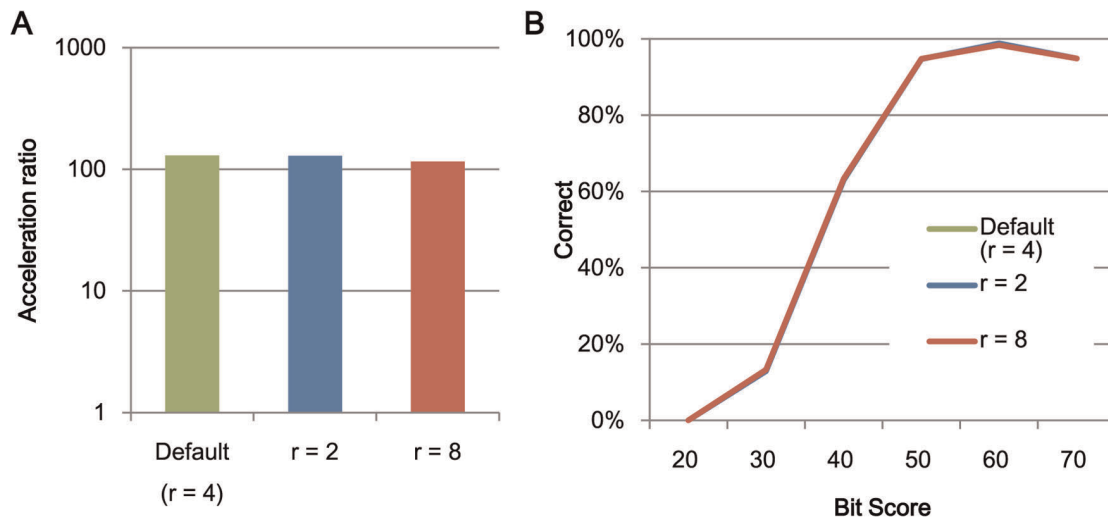 A
1000
100
10
1
Acceleration ratio
Default
(r = 4)
r = 2
r = 8
B
100%
80%
60%
40%
20%
0%
Correct
20
30
40
50
60
70
Bit Score
Default
(r = 4)
r = 2
r = 8